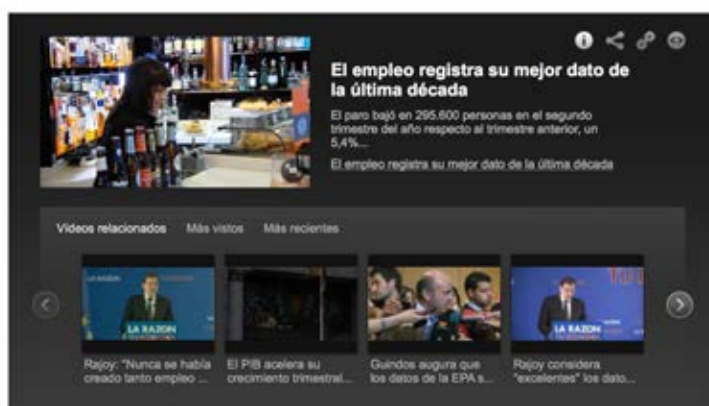 El empleo registra su mejor dato de
la última década
El paro bajó en 295.600 personas en el segundo
trimestre del año respecto al trimestre anterior, un
5,4%...
El empleo registra su mejor dato de la última década
Vídeos relacionados Más vistos Más recientes
LA RAZON
LA RAZON
Rajoy: "Nunca se había
creado tanto empleo ...
El PIB acelera su
crecimiento trimestral...
Guindos augura que
los datos de la EPA s...
Rajoy considera
"excelentes" los dato...